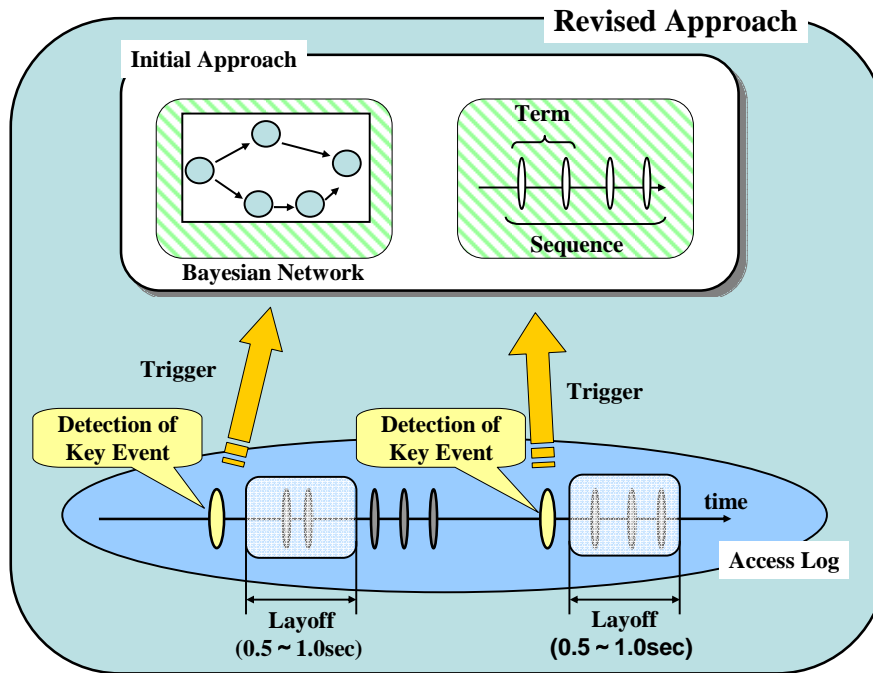 Revised Approach
Initial Approach
Term
Sequence
Bayesian Network
Trigger
Trigger
Detection of
Key Event
Detection of
Key Event
time
Access Log
Layoff
(0.5 ~ 1.0sec)
Layoff
(0.5 ~ 1.0sec)